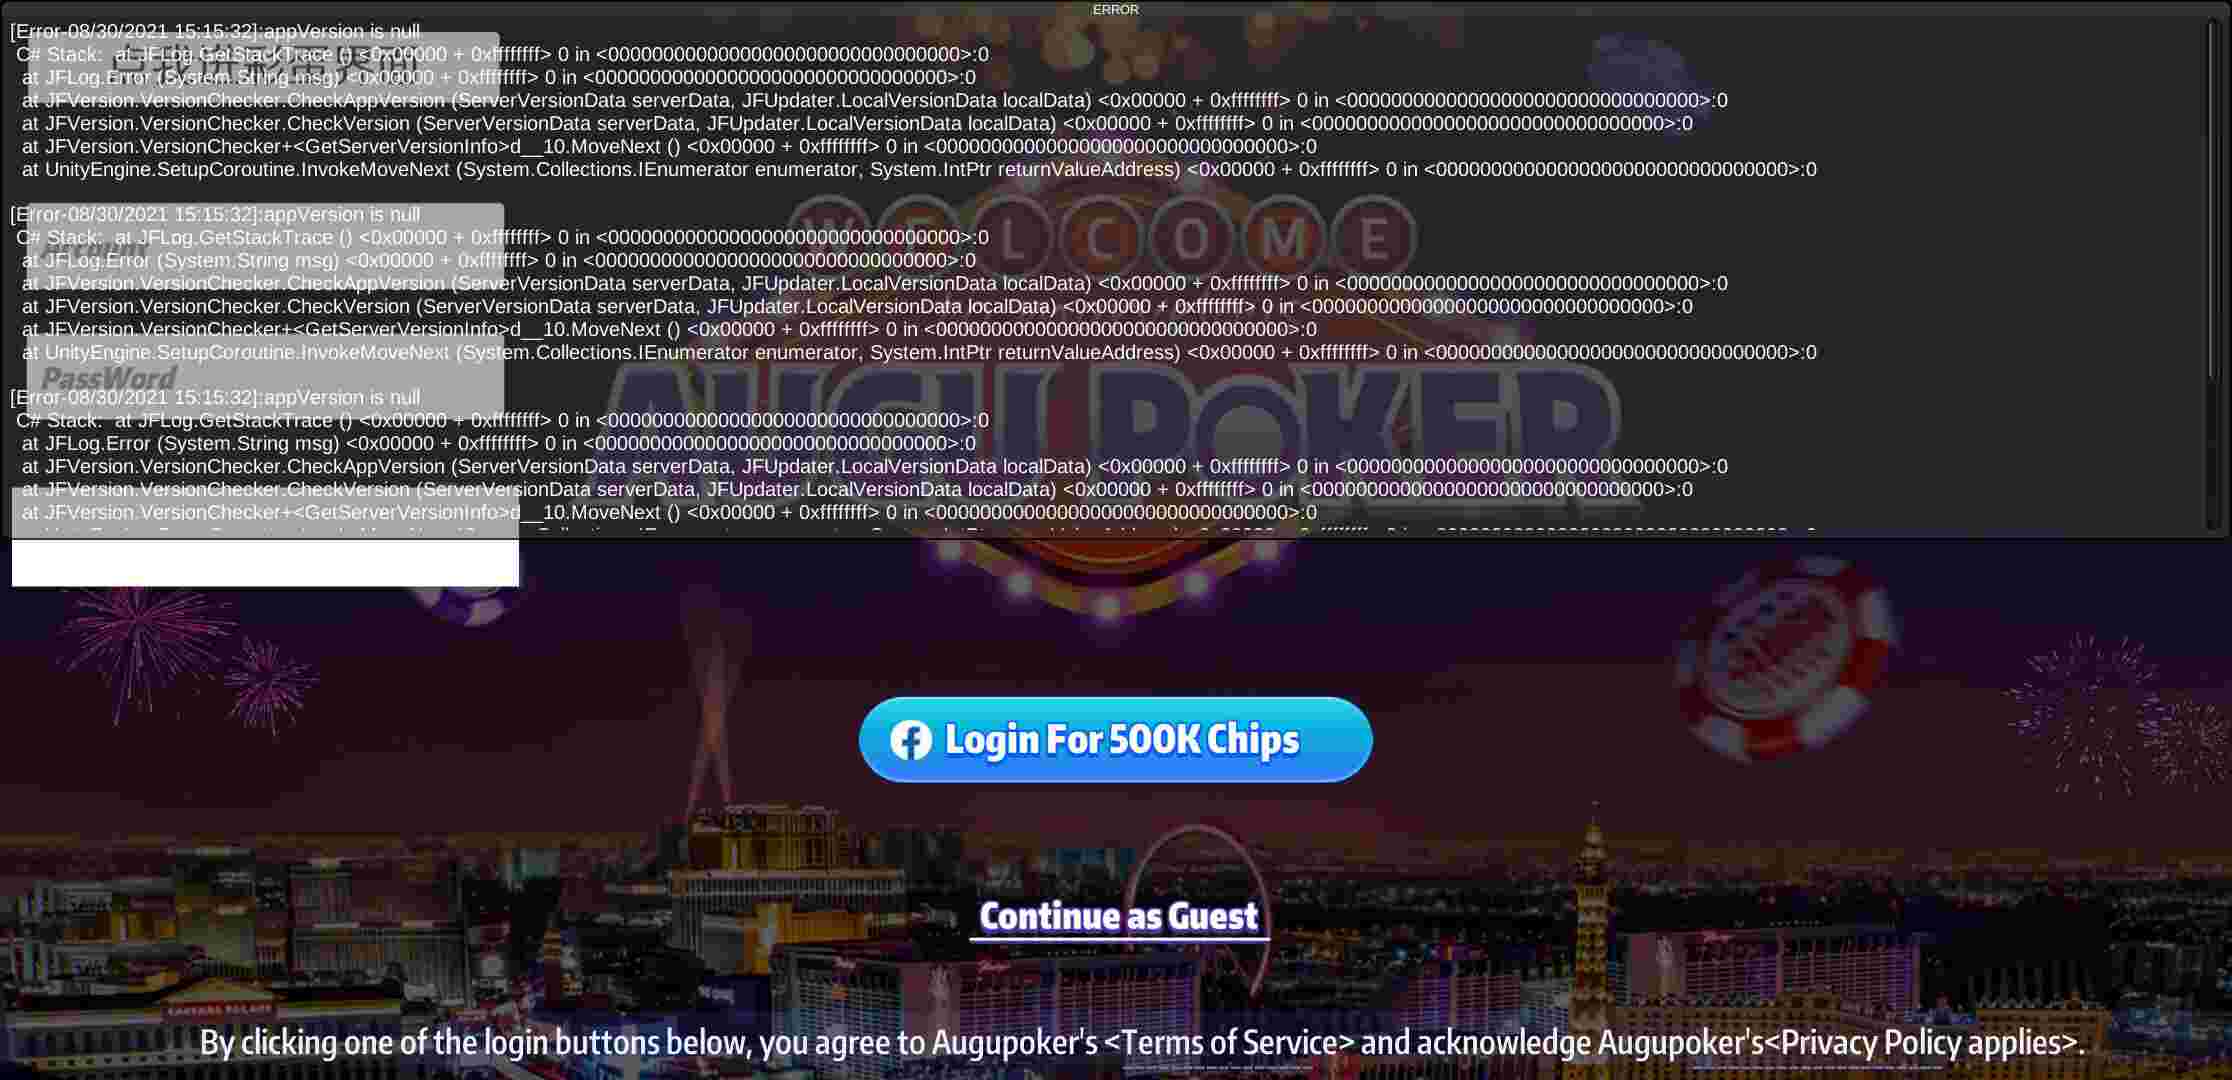 ERROR
[Error-08/30/2021 15:15:32]:appVersion is null
C# Stack:   at JFLog.GetStackTrace () <0x00000 + 0xffffffff> 0 in <00000000000000000000000000000000>:0
at JFLog.Error (System.String msg) <0x00000 + 0xffffffff> 0 in <00000000000000000000000000000000>:0
at JFVersion.VersionChecker.CheckAppVersion (ServerVersionData serverData, JFUpdater.LocalVersionData localData) <0x00000 + 0xffffffff> 0 in <00000000000000000000000000000000>:0
at JFVersion.VersionChecker.CheckVersion (ServerVersionData serverData, JFUpdater.LocalVersionData localData) <0x00000 + 0xffffffff> 0 in <00000000000000000000000000000000>:0
at JFVersion.VersionChecker+<GetServerVersionInfo>d__10.MoveNext () <0x00000 + 0xffffffff> 0 in <00000000000000000000000000000000>:0
at UnityEngine.SetupCoroutine.InvokeMoveNext (System.Collections.IEnumerator enumerator, System.IntPtr returnValueAddress) <0x00000 + 0xffffffff> 0 in <00000000000000000000000000000000>:0
[Error-08/30/2021 15:15:32]:appVersion is null
C# Stack:   at JFLog.GetStackTrace () <0x00000 + 0xffffffff> 0 in <00000000000000000000000000000000>:0
at JFLog.Error (System.String msg) <0x00000 + 0xffffffff> 0 in <00000000000000000000000000000000>:0
at JFVersion.VersionChecker.CheckAppVersion (ServerVersionData serverData, JFUpdater.LocalVersionData localData) <0x00000 + 0xffffffff> 0 in <00000000000000000000000000000000>:0
at JFVersion.VersionChecker.CheckVersion (ServerVersionData serverData, JFUpdater.LocalVersionData localData) <0x00000 + 0xffffffff> 0 in <00000000000000000000000000000000>:0
at JFVersion.VersionChecker+<GetServerVersionInfo>d__10.MoveNext () <0x00000 + 0xffffffff> 0 in <00000000000000000000000000000000>:0
at UnityEngine.SetupCoroutine.InvokeMoveNext (System.Collections.IEnumerator enumerator, System.IntPtr returnValueAddress) <0x00000 + 0xffffffff> 0 in <00000000000000000000000000000000>:0
[Error-08/30/2021 15:15:32]:appVersion is null
C# Stack:   at JFLog.GetStackTrace () <0x00000 + 0xffffffff> 0 in <00000000000000000000000000000000>:0
at JFLog.Error (System.String msg) <0x00000 + 0xffffffff> 0 in <00000000000000000000000000000000>:0
at JFVersion.VersionChecker.CheckAppVersion (ServerVersionData serverData, JFUpdater.LocalVersionData localData) <0x00000 + 0xffffffff> 0 in <00000000000000000000000000000000>:0
at JFVersion.VersionChecker.CheckVersion (ServerVersionData serverData, JFUpdater.LocalVersionData localData) <0x00000 + 0xffffffff> 0 in <00000000000000000000000000000000>:0
at JFVersion.VersionChecker+<GetServerVersionInfo>d__10.MoveNext () <0x00000 + 0xffffffff> 0 in <00000000000000000000000000000000>:0
Account
PassWord
WELCOME
AUGU POKER
Login For 500K Chips
Continue as Guest
CAESARS PALACE
By clicking one of the login buttons below, you agree to Augupoker's <Terms of Service> and acknowledge Augupoker's<Privacy Policy applies>.